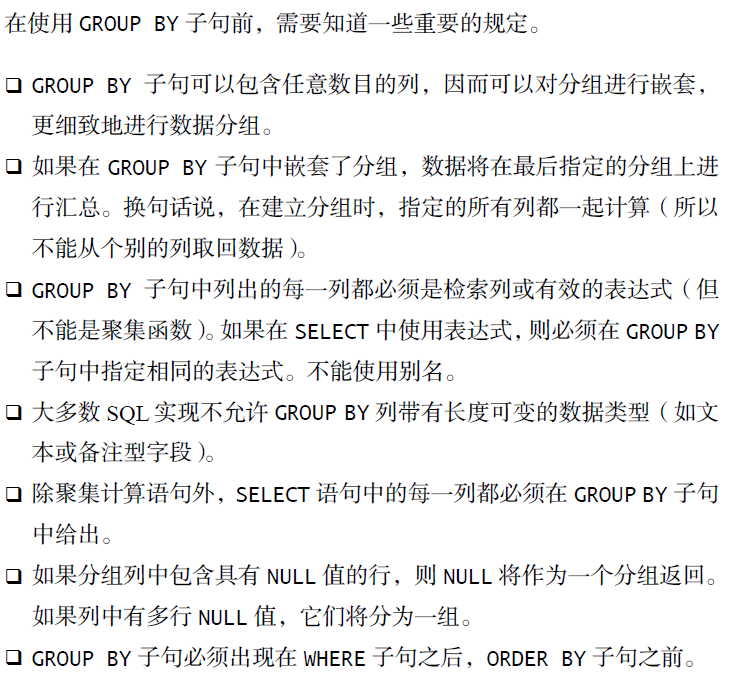 在使用 GROUP BY 子句前，需要知道一些重要的规定。
❑ GROUP BY 子句可以包含任意数目的列，因而可以对分组进行嵌套，
更细致地进行数据分组。
❑ 如果在 GROUP BY 子句中嵌套了分组，数据将在最后指定的分组上进
行汇总。换句话说，在建立分组时，指定的所有列都一起计算（所以
不能从个别的列取回数据）。
❑ GROUP BY 子句中列出的每一列都必须是检索列或有效的表达式（但
不能是聚集函数）。如果在 SELECT 中使用表达式，则必须在 GROUP BY
子句中指定相同的表达式。不能使用别名。
❑ 大多数 SQL 实现不允许 GROUP BY 列带有长度可变的数据类型（如文
本或备注型字段）。
❑ 除聚集计算语句外，SELECT 语句中的每一列都必须在 GROUP BY 子句
中给出。
❑ 如果分组列中包含具有 NULL 值的行，则 NULL 将作为一个分组返回。
如果列中有多行 NULL 值，它们将分为一组。
❑ GROUP BY 子句必须出现在 WHERE 子句之后，ORDER BY 子句之前。